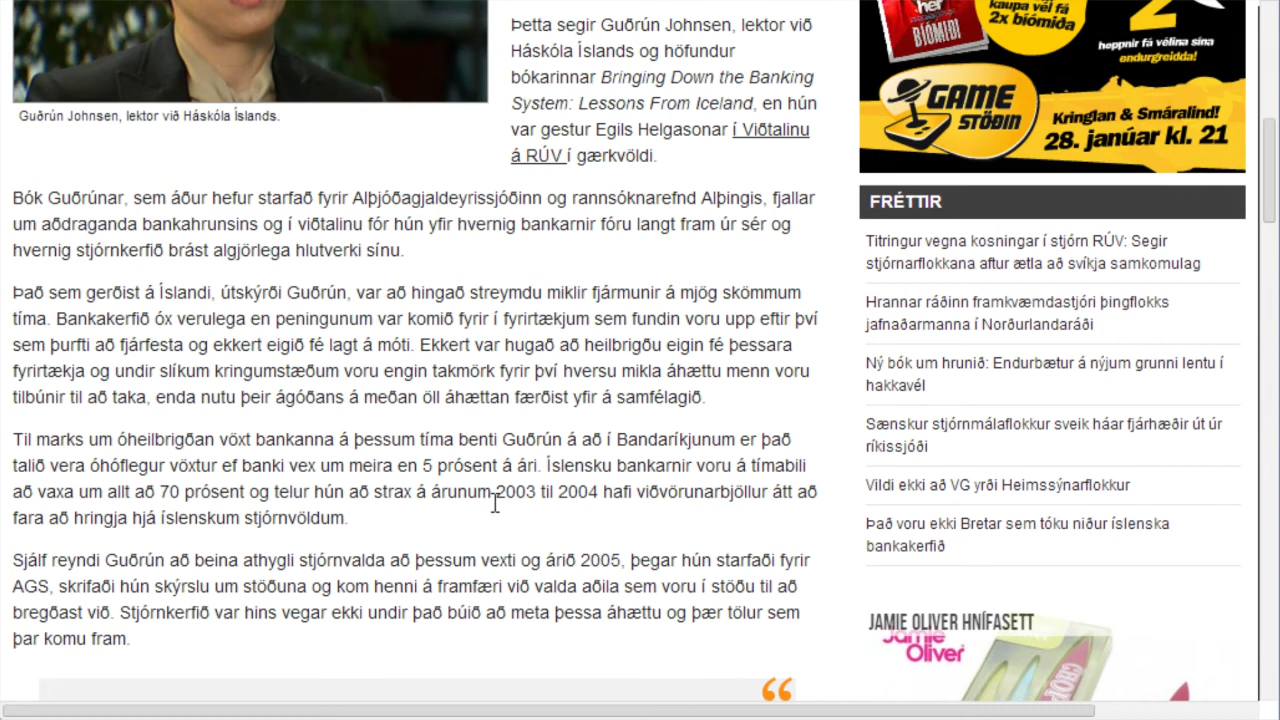 Þetta segir Guðrún Johnsen, lektor við
Háskóla Íslands og höfundur
bókarinnar Bringing Down the Banking
System: Lessons From Iceland, en hún
var gestur Egils Helgasonar í Viðtalinu
á RÚV í gærkvöldi.
Guðrún Johnsen, lektor við Háskóla Íslands.
Bók Guðrúnar, sem áður hefur starfað fyrir Alþjóðagjaldeyrissjóðinn og rannsóknarefnd Alþingis, fjallar
um aðdraganda bankahrunsins og í viðtalinu fór hún yfir hvernig bankarnir fóru langt fram úr sér og
hvernig stjórnkerfið brást algjörlega hlutverki sínu.
Það sem gerðist á Íslandi, útskýrði Guðrún, var að hingað streymdu miklir fjármunir á mjög skömmum
tíma. Bankakerfið óx verulega en peningunum var komið fyrir í fyrirtækjum sem fundin voru upp eftir því
sem þurfti að fjárfesta og ekkert eigið fé lagt á móti. Ekkert var hugað að heilbrigðu eigin fé þessara
fyrirtækja og undir slíkum kringumstæðum voru engin takmörk fyrir því hversu mikla áhættu menn voru
tilbúnir til að taka, enda nutu þeir ágóðans á meðan öll áhættan færðist yfir á samfélagið.
Til marks um óheilbrigðan vöxt bankanna á þessum tíma benti Guðrún á að í Bandaríkjunum er það
talið vera óhóflegur vöxtur ef banki vex um meira en 5 prósent á ári. Íslensku bankarnir voru á tímabili
að vaxa um allt að 70 prósent og telur hún að strax á árunum 2003 til 2004 hafi viðvörunarbjöllur átt að
fara að hringja hjá íslenskum stjórnvöldum.
Sjálf reyndi Guðrún að beina athygli stjórnvalda að þessum vexti og árið 2005, þegar hún starfaði fyrir
AGS, skrifaði hún skýrslu um stöðuna og kom henni á framfæri við valda aðila sem voru í stöðu til að
bregðast við. Stjórnkerfið var hins vegar ekki undir það búið að meta þessa áhættu og þær tölur sem
þar komu fram.
“
her
BÍÓMIÐI
kaupa vél fá
2x bíómiða
2
heppnir fá vélina sína
endurgreidda!
GAME
STÖÐIN
Kringlan & Smáralind!
28. janúar kl. 21
FRÉTTIR
Titringur vegna kosningar í stjórn RÚV: Segir
stjórnarflokkana aftur ætla að svíkja samkomulag
Hrannar ráðinn framkvæmdastjóri þingflokks
jafnaðarmanna í Norðurlandaráði
Ný bók um hrunið: Endurbætur á nýjum grunni lentu í
hakkavél
Sænskur stjórnmálaflokkur sveik háar fjárhæðir út úr
ríkissjóði
Vildi ekki að VG yrði Heimssýnarflokkur
Það voru ekki Bretar sem tóku niður íslenska
bankakerfið
JAMIE OLIVER HNÍFASETT
Jamie
Oliver